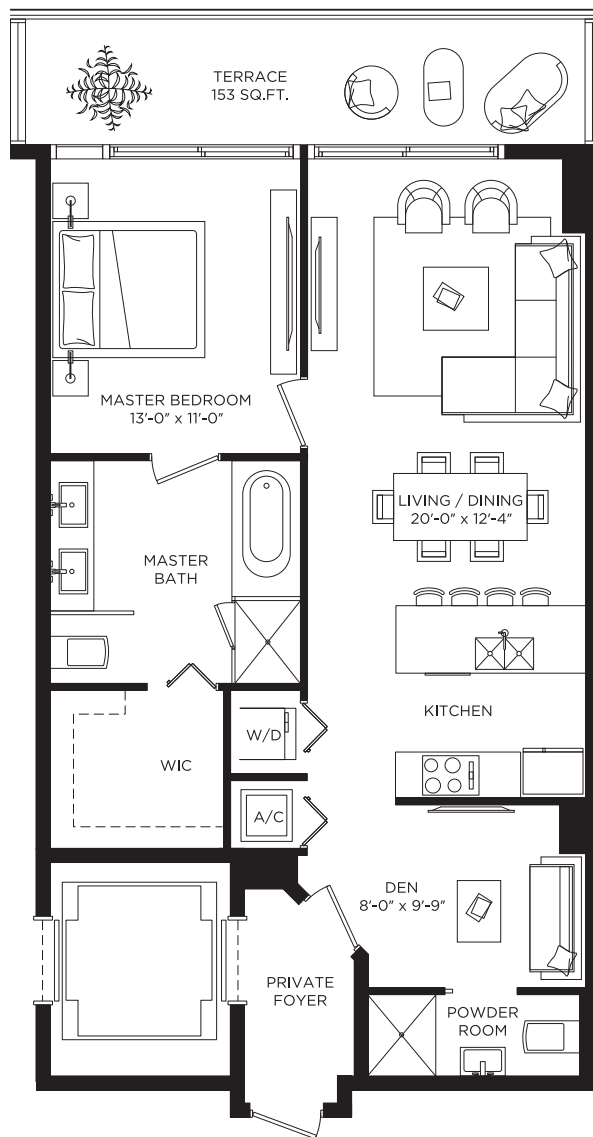 TERRACE
153 SQ.FT.
MASTER BEDROOM
13'-0" x 11'-0"
LIVING / DINING
20'-0" x 12'-4"
MASTER
BATH
KITCHEN
W/D
WIC
A/C
DEN
8'-0" x 9'-9"
PRIVATE
FOYER
POWDER
ROOM